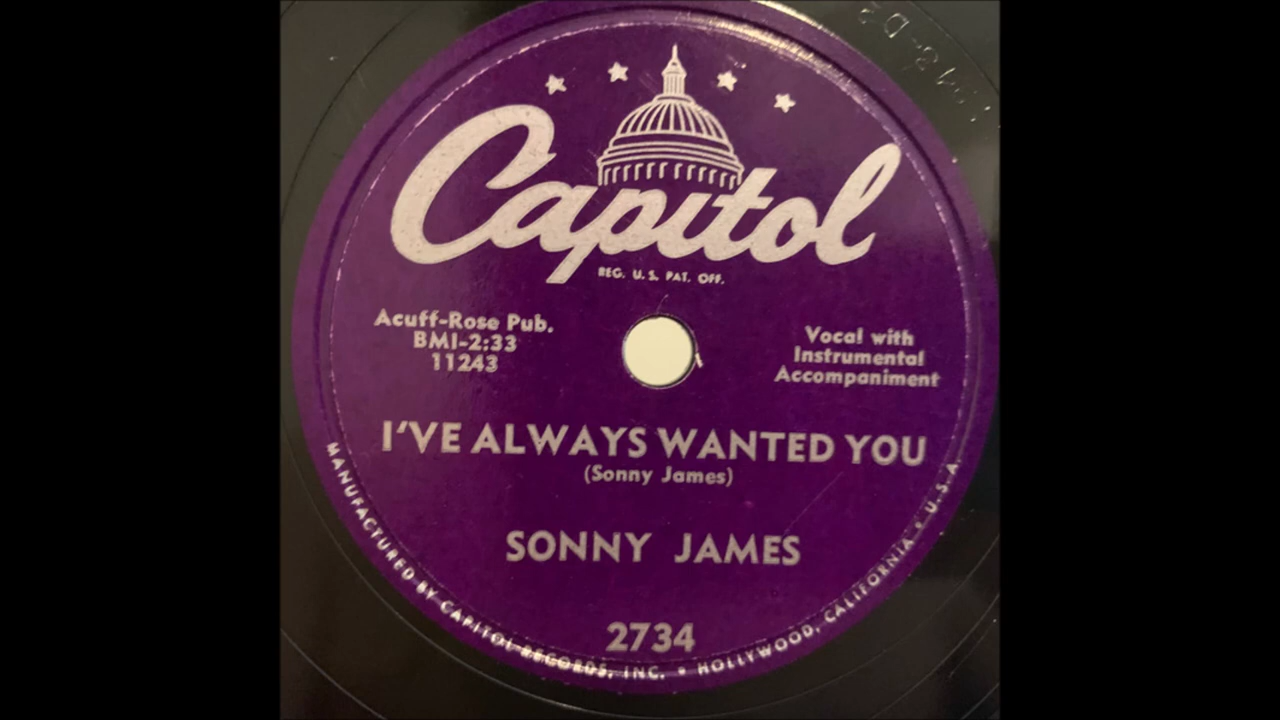 Capitol
REG. U.S. PAT. OFF.
Acuff-Rose Pub.
BMI-2:33
11243
Vocal with
Instrumental
Accompaniment
I'VE ALWAYS WANTED YOU
(Sonny James)
SONNY JAMES
2734
MANUFACTURED BY CAPITOL RECORDS, INC. • HOLLYWOOD, CALIFORNIA • U.S.A.